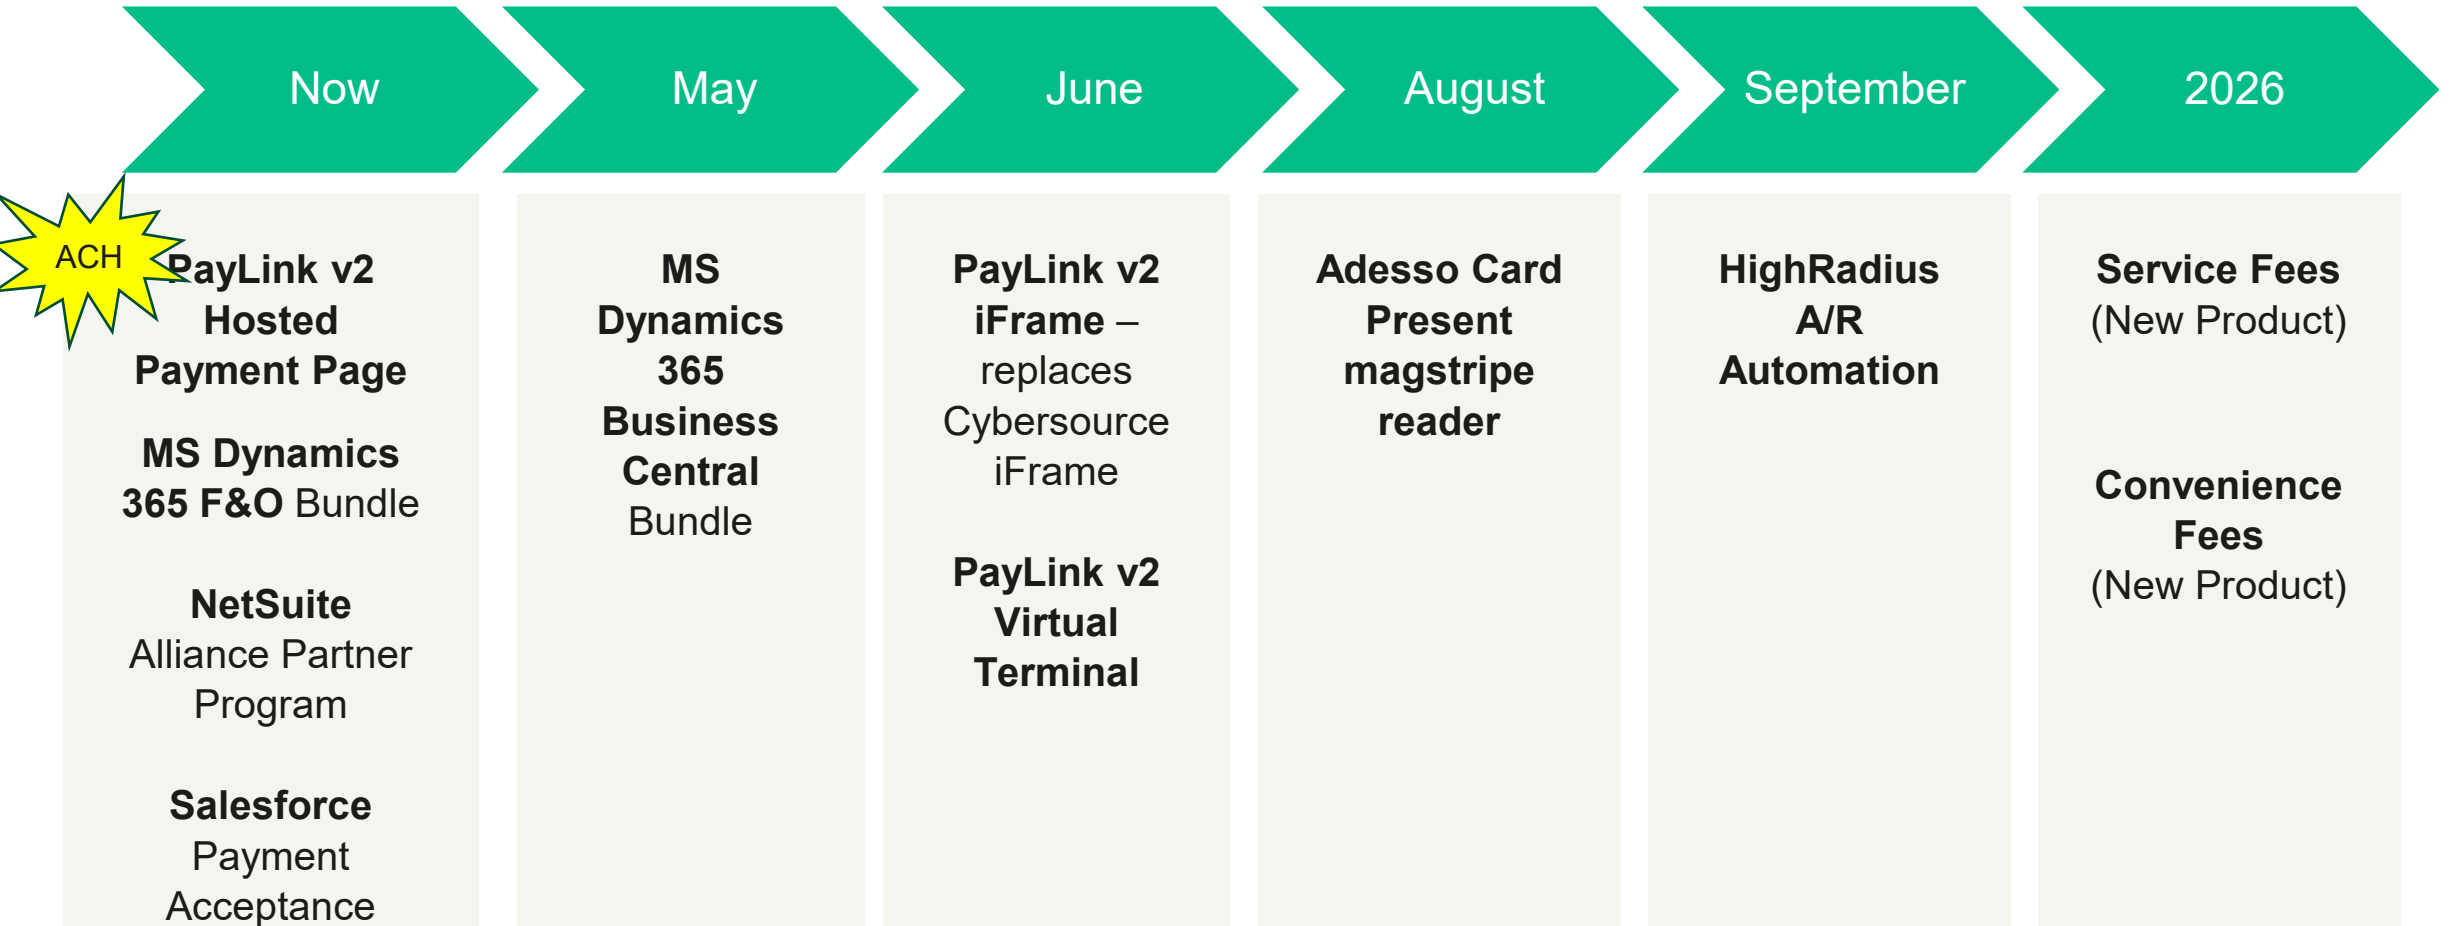 Now
May
June
August
September
2026
ACH
PayLink v2
Hosted
Payment Page
MS Dynamics
365 F&O Bundle
NetSuite
Alliance Partner
Program
Salesforce
Payment
Acceptance
MS
Dynamics
365
Business
Central
Bundle
PayLink v2
iFrame –
replaces
Cybersource
iFrame
PayLink v2
Virtual
Terminal
Adesso Card
Present
magstripe
reader
HighRadius
A/R
Automation
Service Fees
(New Product)
Convenience
Fees
(New Product)